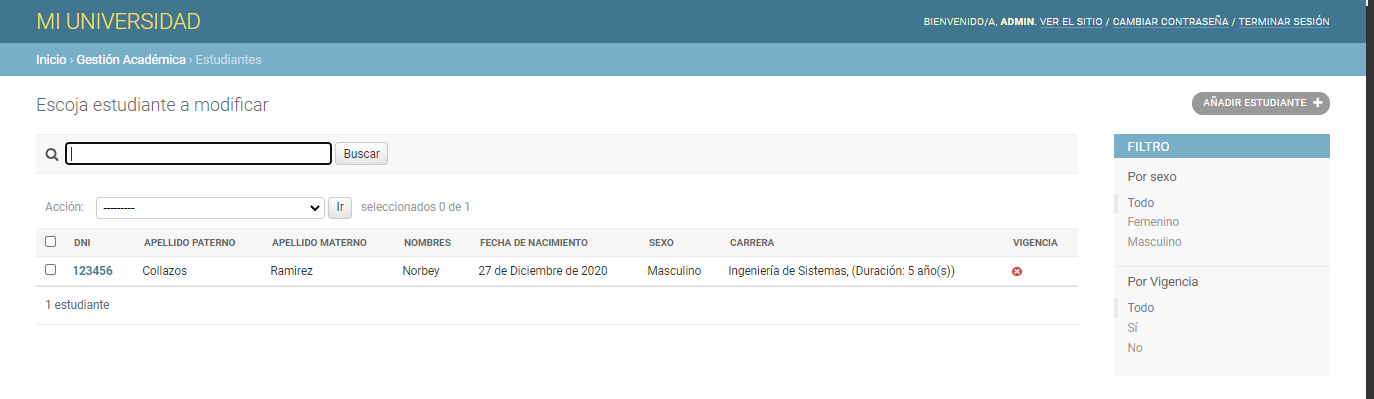 MI UNIVERSIDAD
BIENVENIDO/A, ADMIN. VER EL SITIO / CAMBIAR CONTRASEÑA / TERMINAR SESIÓN
Inicio › Gestión Académica › Estudiantes
Escoja estudiante a modificar
AÑADIR ESTUDIANTE +
Buscar
Acción: --------- Ir seleccionados 0 de 1
DNI APELLIDO PATERNO APELLIDO MATERNO NOMBRES FECHA DE NACIMIENTO SEXO CARRERA VIGENCIA
123456 Collazos Ramirez Norbey 27 de Diciembre de 2020 Masculino Ingeniería de Sistemas, (Duración: 5 año(s))
1 estudiante
FILTRO
Por sexo
Todo
Femenino
Masculino
Por Vigencia
Todo
Sí
No